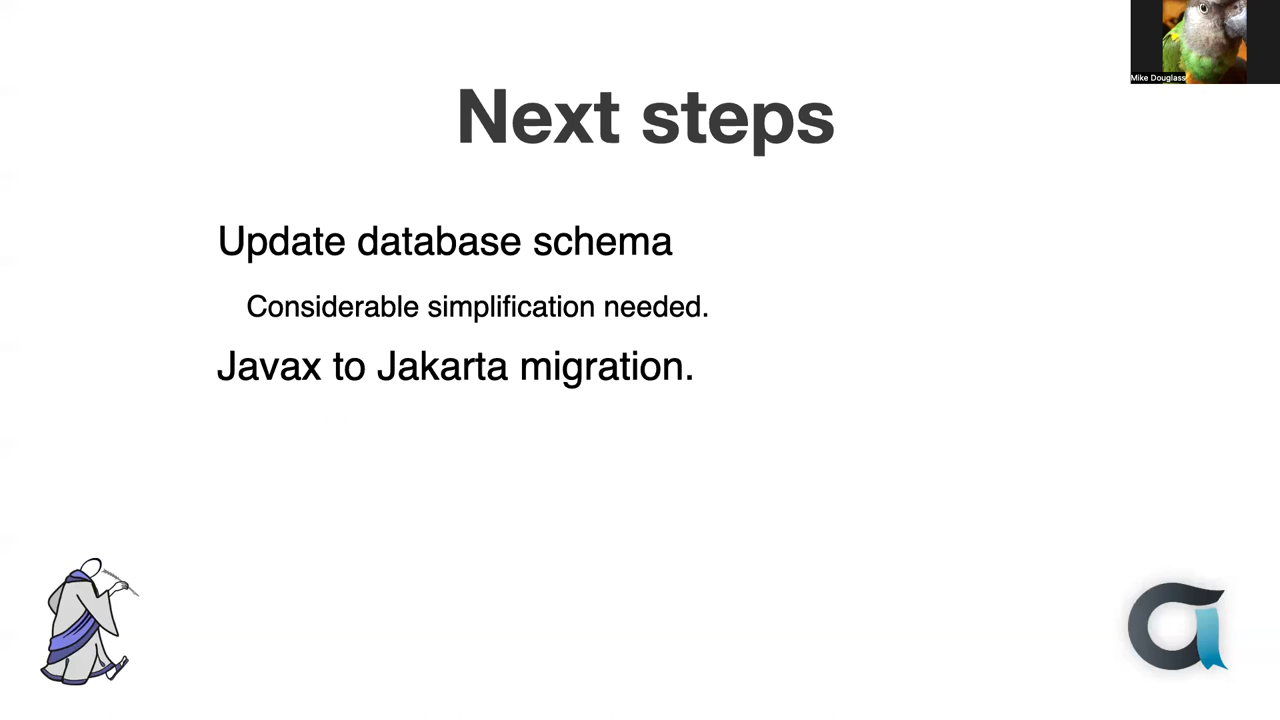 Mike Douglass
Next steps
Update database schema
Considerable simplification needed.
Javax to Jakarta migration.